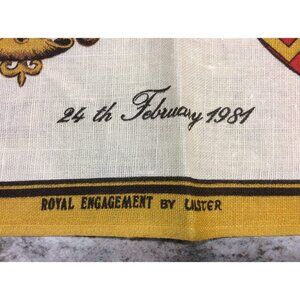 24 th February 1981
ROYAL ENGAGEMENT BY ULSTER